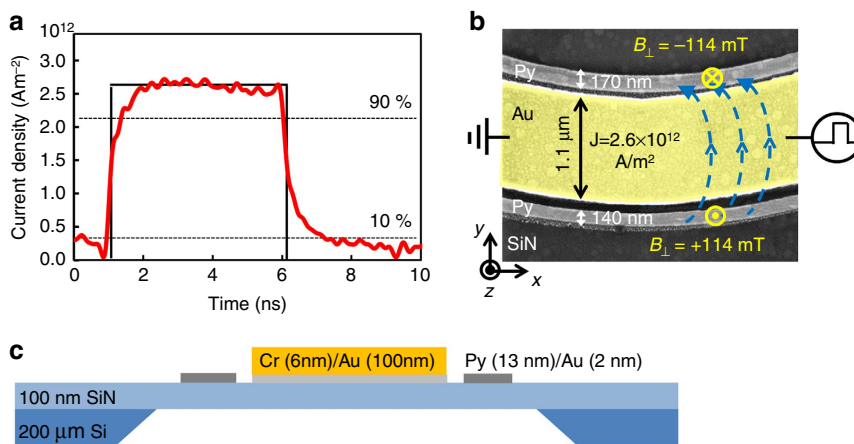 a
3.0
10¹²
2.5
2.0
1.5
1.0
0.5
0.0
Current density (Am⁻²)
90 %
10 %
0
2
4
6
8
10
Time (ns)
b
B⊥ = −114 mT
Py
170 nm
Au
1.1 μm
J=2.6×10¹²
A/m²
Py
140 nm
SiN
B⊥ = +114 mT
y
z
x
c
Cr (6nm)/Au (100nm)
Py (13 nm)/Au (2 nm)
100 nm SiN
200 μm Si